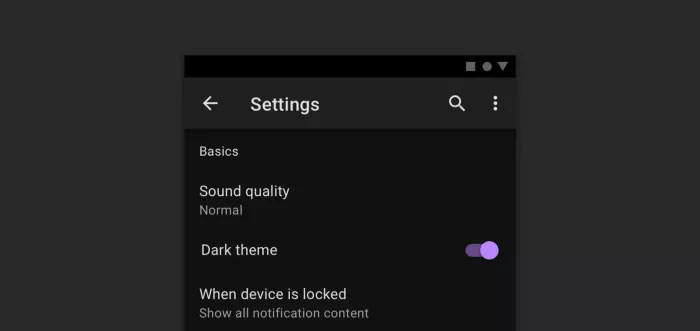 Settings
Basics
Sound quality
Normal
Dark theme
When device is locked
Show all notification content